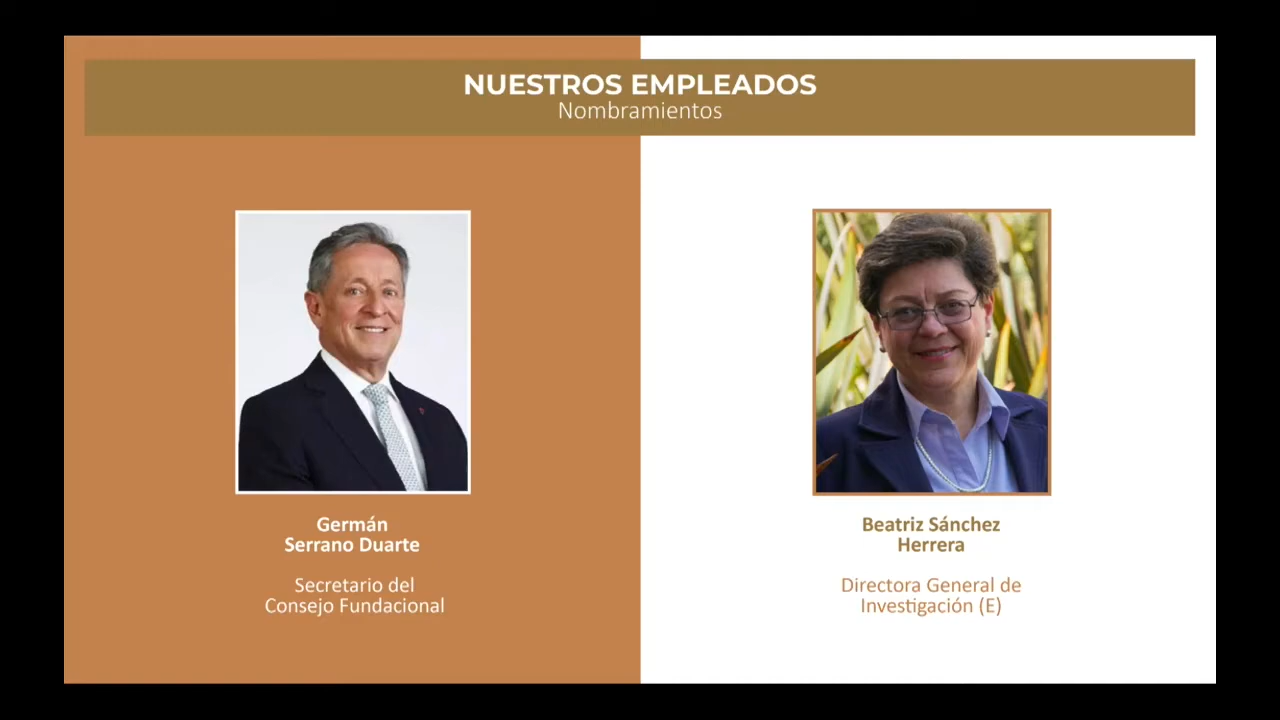 NUESTROS EMPLEADOS
Nombramientos
Germán
Serrano Duarte
Secretario del
Consejo Fundacional
Beatriz Sánchez
Herrera
Directora General de
Investigación (E)